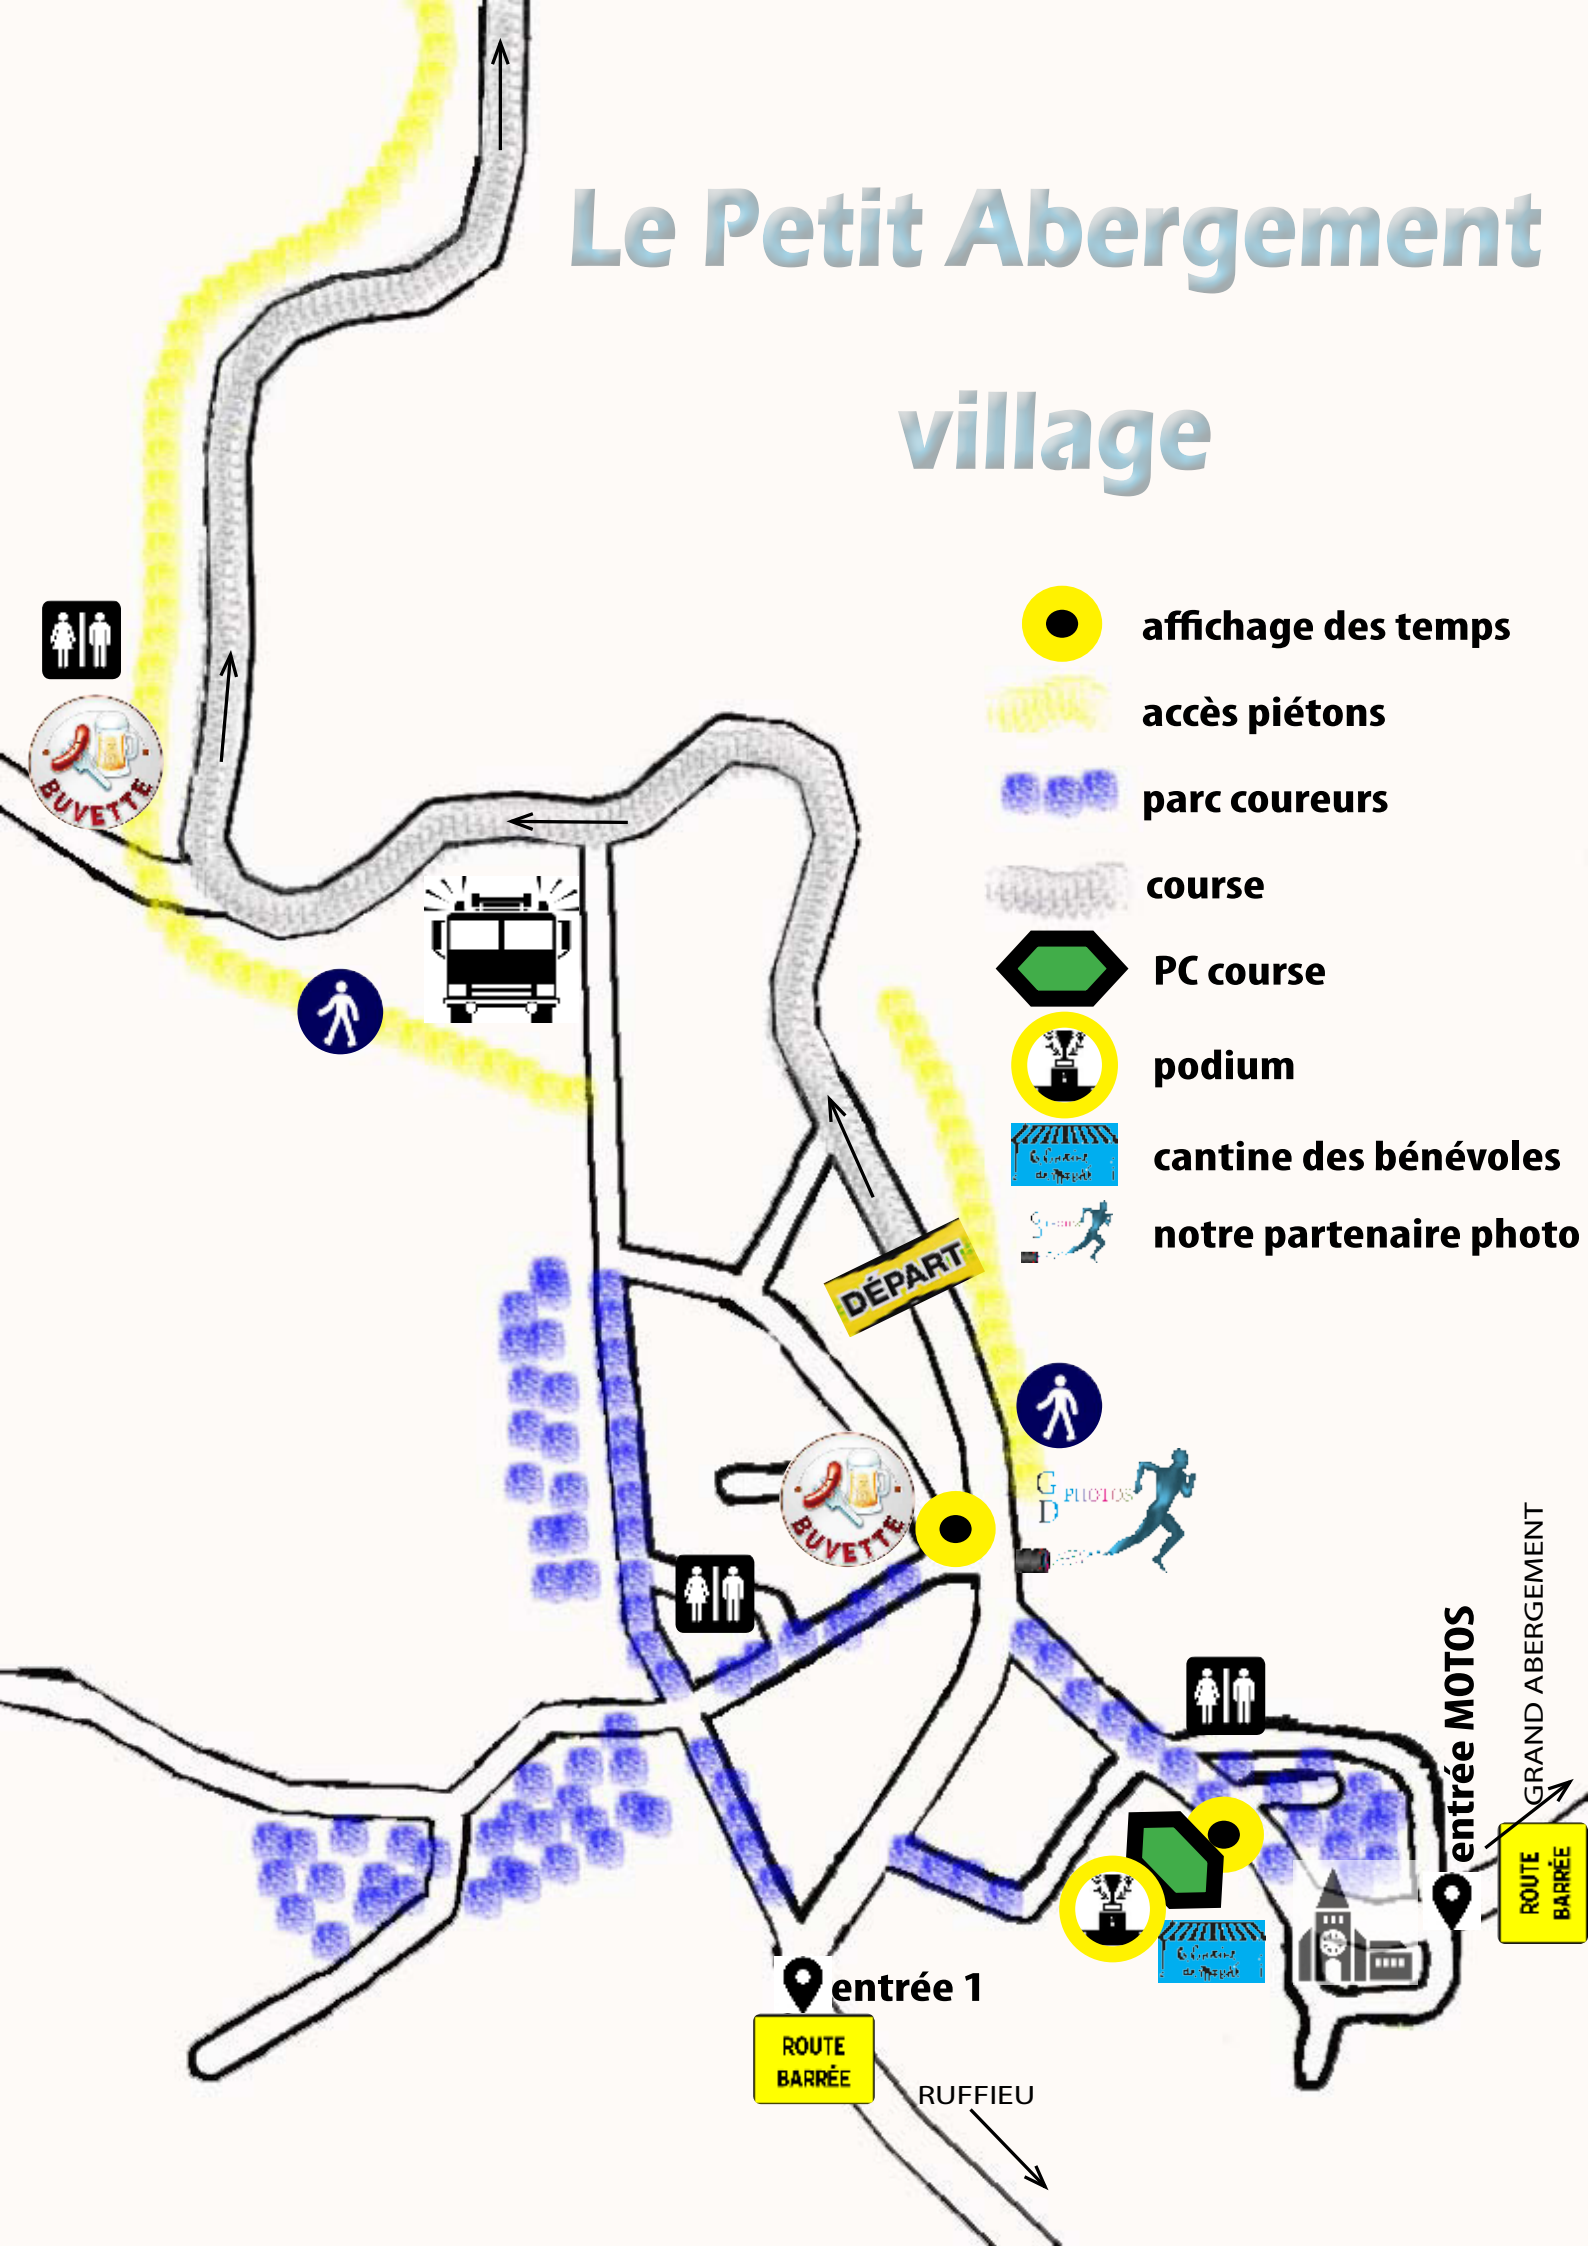 Le Petit Abergement
village
affichage des temps
accès piétons
parc coureurs
course
PC course
podium
cantine des bénévoles
notre partenaire photo
BUVETTE
DÉPART
BUVETTE
G
D PHOTOS
GRAND ABERGEMENT
entrée MOTOS
ROUTE
BARRÉE
entrée 1
ROUTE
BARRÉE
RUFFIEU